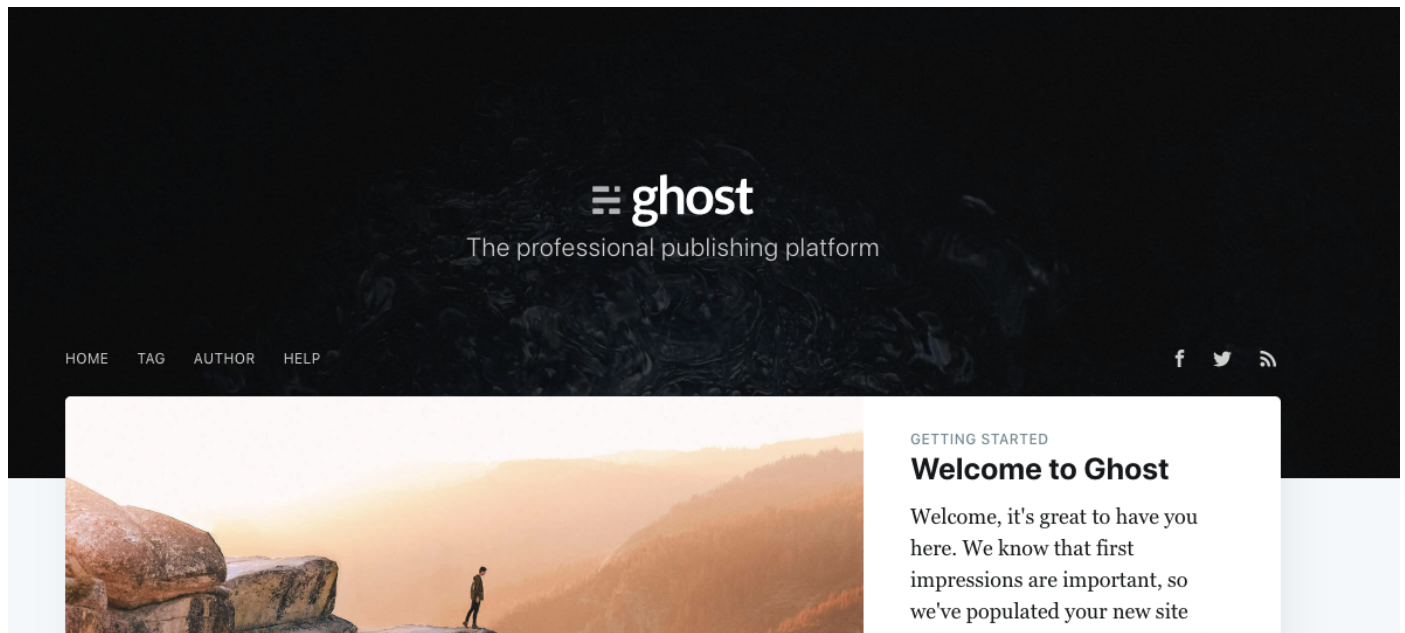 ghost
The professional publishing platform
HOME TAG AUTHOR HELP
GETTING STARTED
Welcome to Ghost
Welcome, it's great to have you
here. We know that first
impressions are important, so
we've populated your new site